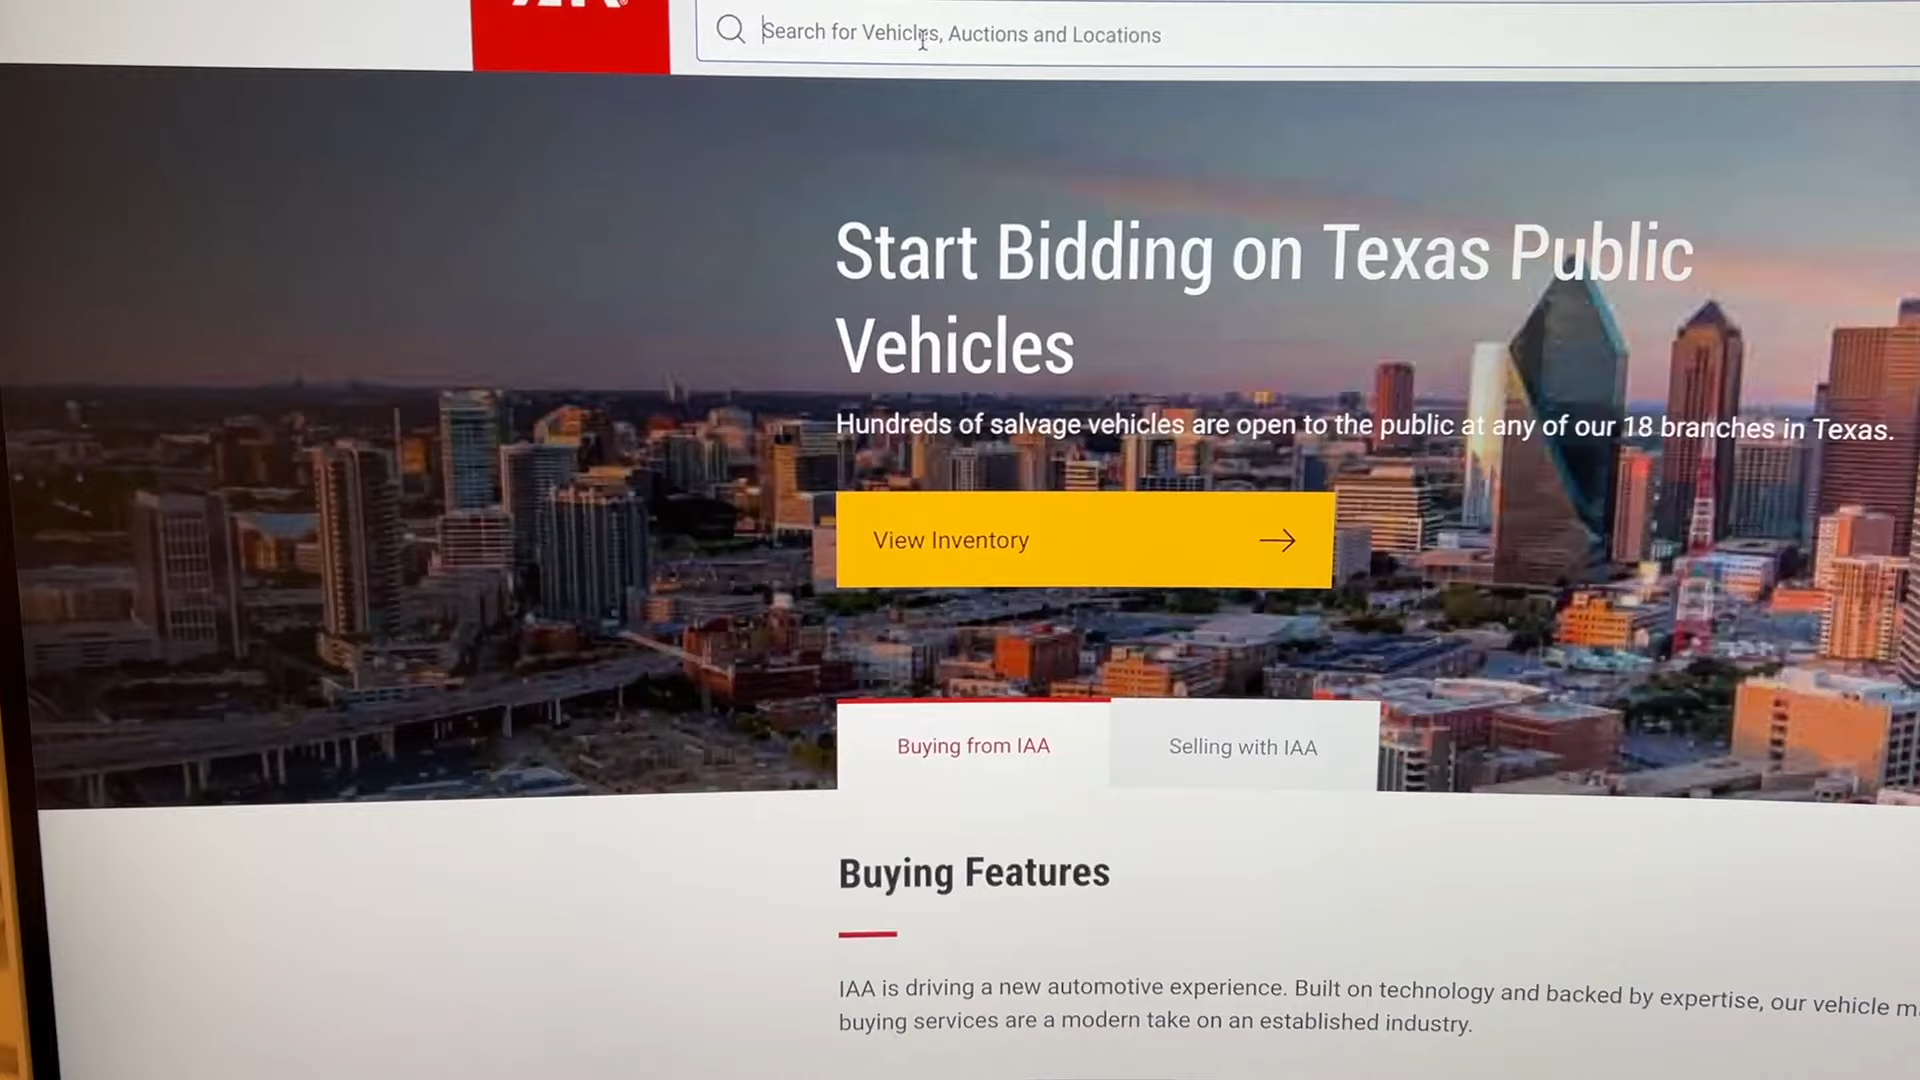 Search for Vehicles, Auctions and Locations
Start Bidding on Texas Public
Vehicles
Hundreds of salvage vehicles are open to the public at any of our 18 branches in Texas.
View Inventory
Buying from IAA
Selling with IAA
Buying Features
IAA is driving a new automotive experience. Built on technology and backed by expertise, our vehicle
buying services are a modern take on an established industry.